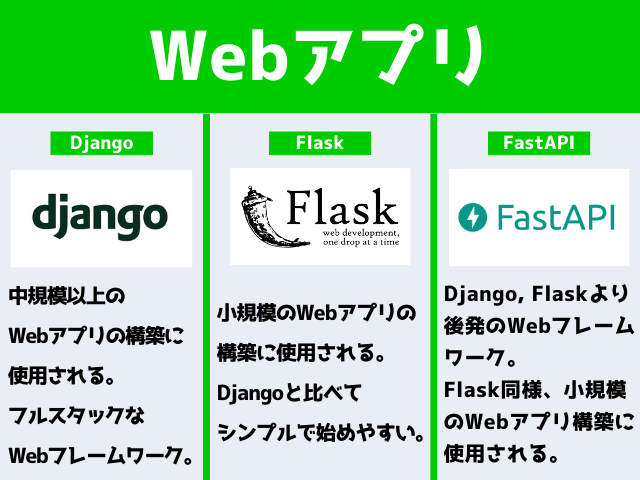 Webアプリ
Django
django
中規模以上の
Webアプリの構築に
使用される。
フルスタックな
Webフレームワーク。
Flask
Flask
web development,
one drop at a time
小規模のWebアプリの
構築に使用される。
Djangoと比べて
シンプルで始めやすい。
FastAPI
FastAPI
Django, Flaskより
後発のWebフレーム
ワーク。
Flask同様、小規模
のWebアプリ構築に
使用される。